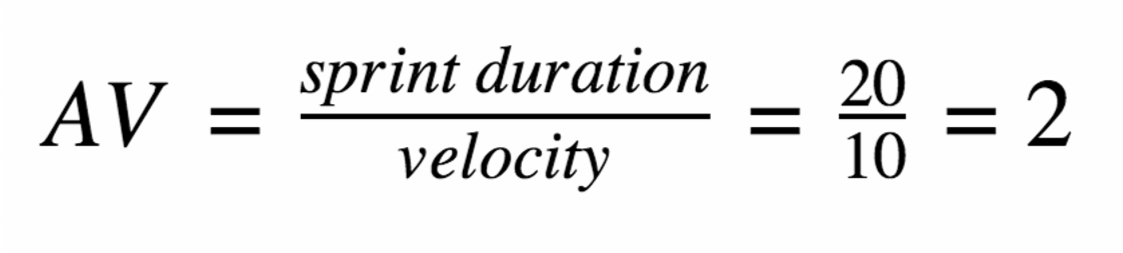 AV = sprint duration / velocity = 20 / 10 = 2